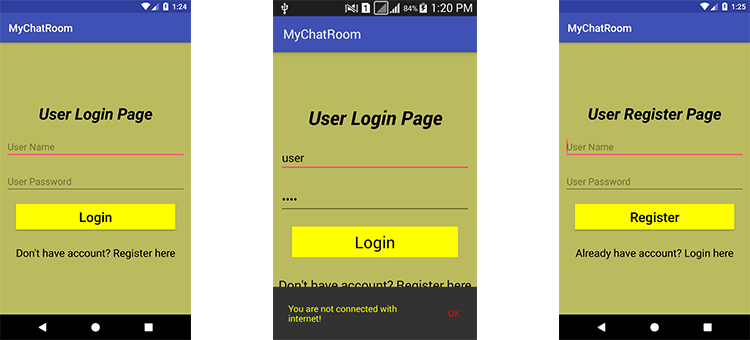 1:24
MyChatRoom
User Login Page
User Name
User Password
Login
Don't have account? Register here
1 84% 1:20 PM
MyChatRoom
User Login Page
user
••••
Login
Don't have account? Register here
You are not connected with
internet!
OK
1:25
MyChatRoom
User Register Page
User Name
User Password
Register
Already have account? Login here